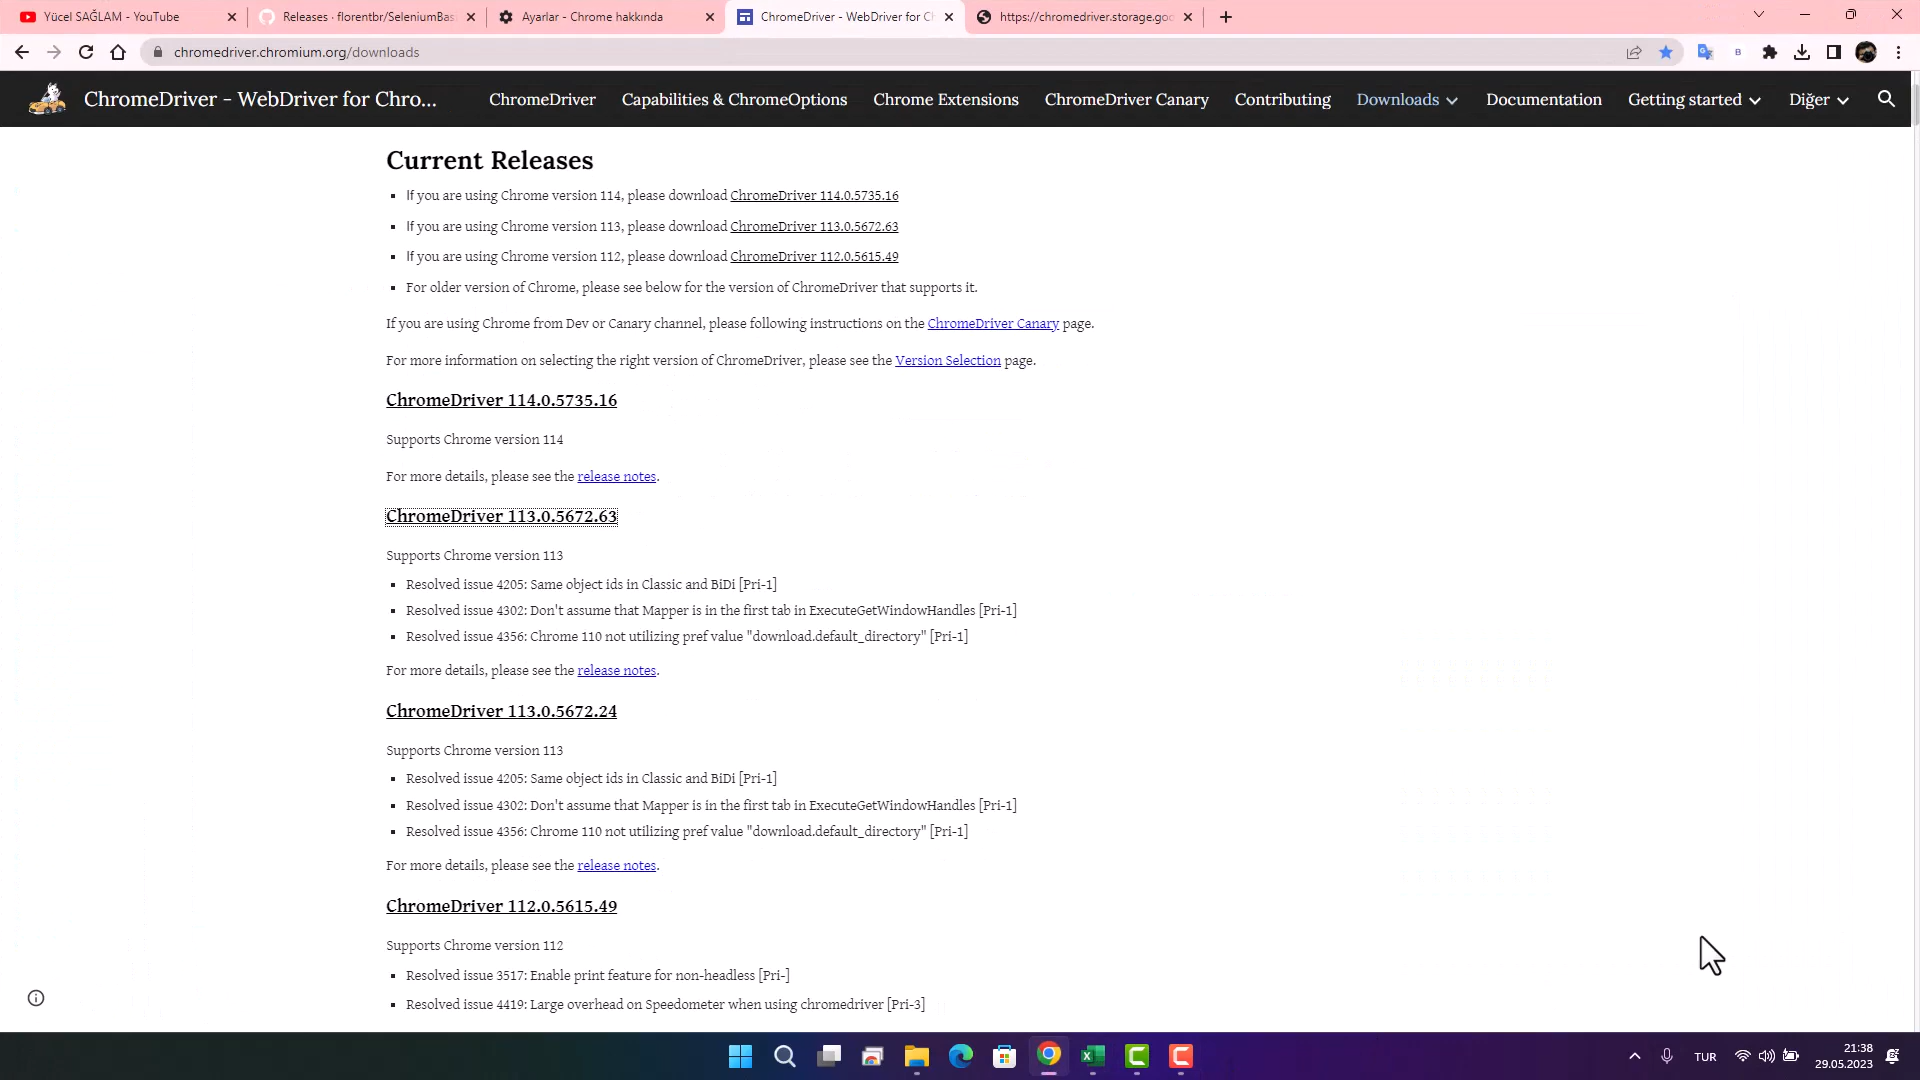 Yücel SAĞLAM - YouTube
Releases · florentbr/SeleniumBas
Ayarlar - Chrome hakkında
ChromeDriver - WebDriver for Ch
https://chromedriver.storage.goo
chromedriver.chromium.org/downloads
ChromeDriver - WebDriver for Chro...
ChromeDriver
Capabilities & ChromeOptions
Chrome Extensions
ChromeDriver Canary
Contributing
Downloads
Documentation
Getting started
Diğer
Current Releases
If you are using Chrome version 114, please download ChromeDriver 114.0.5735.16
If you are using Chrome version 113, please download ChromeDriver 113.0.5672.63
If you are using Chrome version 112, please download ChromeDriver 112.0.5615.49
For older version of Chrome, please see below for the version of ChromeDriver that supports it.
If you are using Chrome from Dev or Canary channel, please following instructions on the ChromeDriver Canary page.
For more information on selecting the right version of ChromeDriver, please see the Version Selection page.
ChromeDriver 114.0.5735.16
Supports Chrome version 114
For more details, please see the release notes.
ChromeDriver 113.0.5672.63
Supports Chrome version 113
Resolved issue 4205: Same object ids in Classic and BiDi [Pri-1]
Resolved issue 4302: Don't assume that Mapper is in the first tab in ExecuteGetWindowHandles [Pri-1]
Resolved issue 4356: Chrome 110 not utilizing pref value "download.default_directory" [Pri-1]
For more details, please see the release notes.
ChromeDriver 113.0.5672.24
Supports Chrome version 113
Resolved issue 4205: Same object ids in Classic and BiDi [Pri-1]
Resolved issue 4302: Don't assume that Mapper is in the first tab in ExecuteGetWindowHandles [Pri-1]
Resolved issue 4356: Chrome 110 not utilizing pref value "download.default_directory" [Pri-1]
For more details, please see the release notes.
ChromeDriver 112.0.5615.49
Supports Chrome version 112
Resolved issue 3517: Enable print feature for non-headless [Pri-]
Resolved issue 4419: Large overhead on Speedometer when using chromedriver [Pri-3]
TUR
21:38
29.05.2023